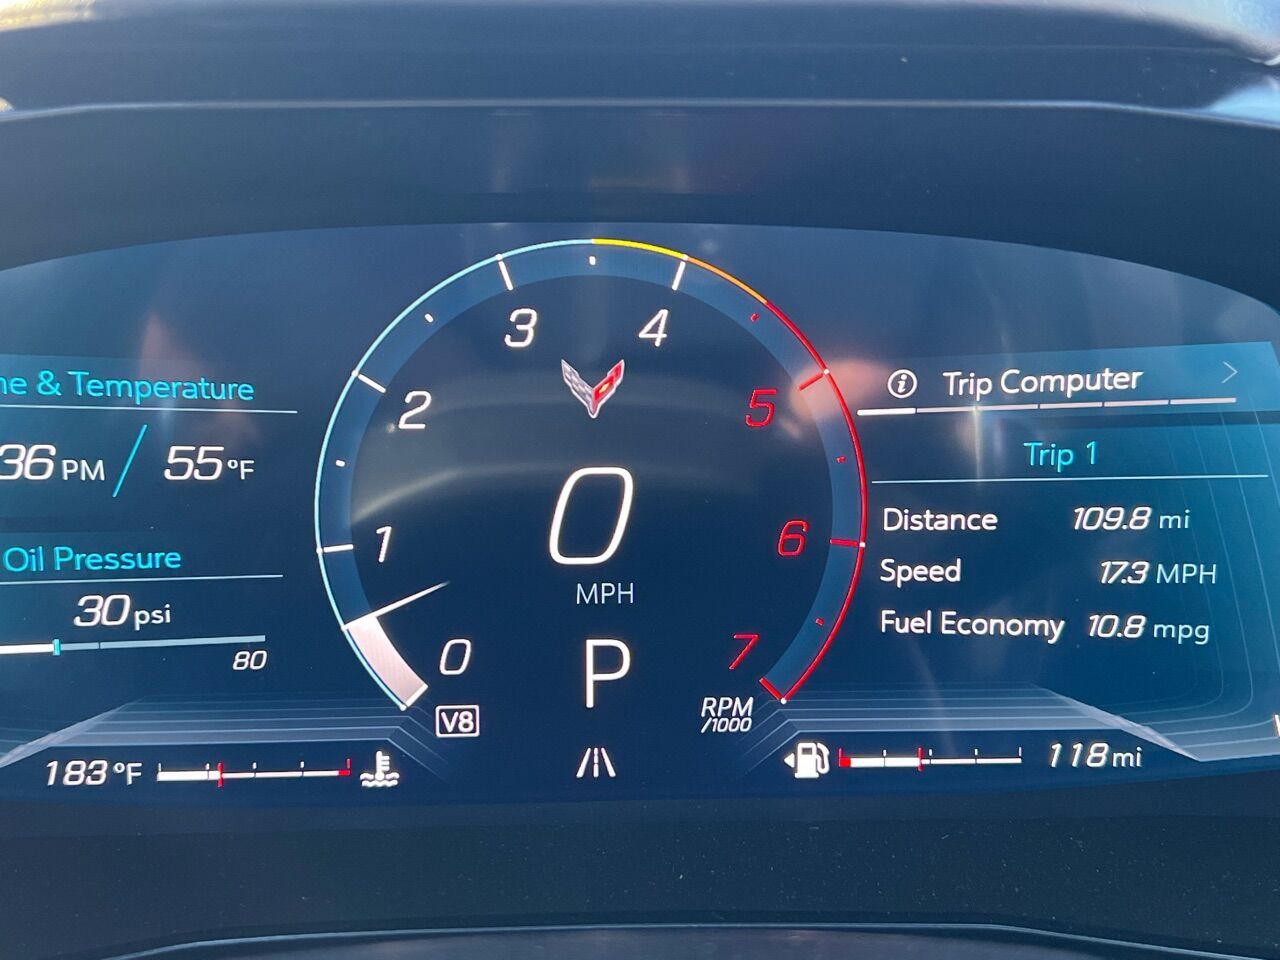 & Temperature
36 PM / 55°F
Oil Pressure
30 psi
80
183°F
0
1
2
3
4
5
6
7
RPM
/1000
V8
0
MPH
P
Trip Computer
Trip 1
Distance 109.8 mi
Speed 17.3 MPH
Fuel Economy 10.8 mpg
118 mi